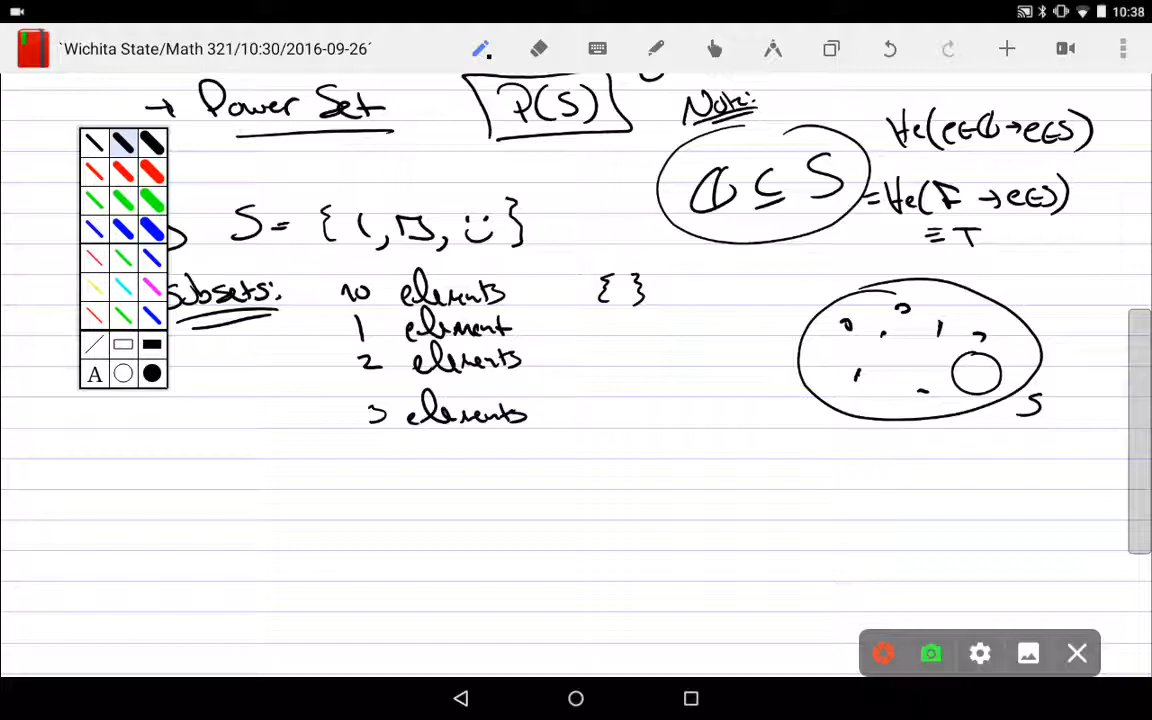 10:38
`Wichita State/Math 321/10:30/2016-09-26´
→ Power Set P(S) Note:
∅ ⊆ S
∀e(e∈∅→e∈S)
≡∀e(F→e∈S)
≡T
S = { 1, , }
subsets: no elements { }
1 element
2 elements
3 elements
S
A